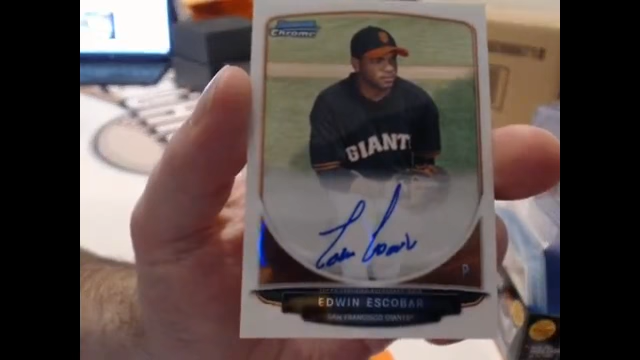 Bowman
Chrome
GIANTS
P
EDWIN ESCOBAR
SAN FRANCISCO GIANTS